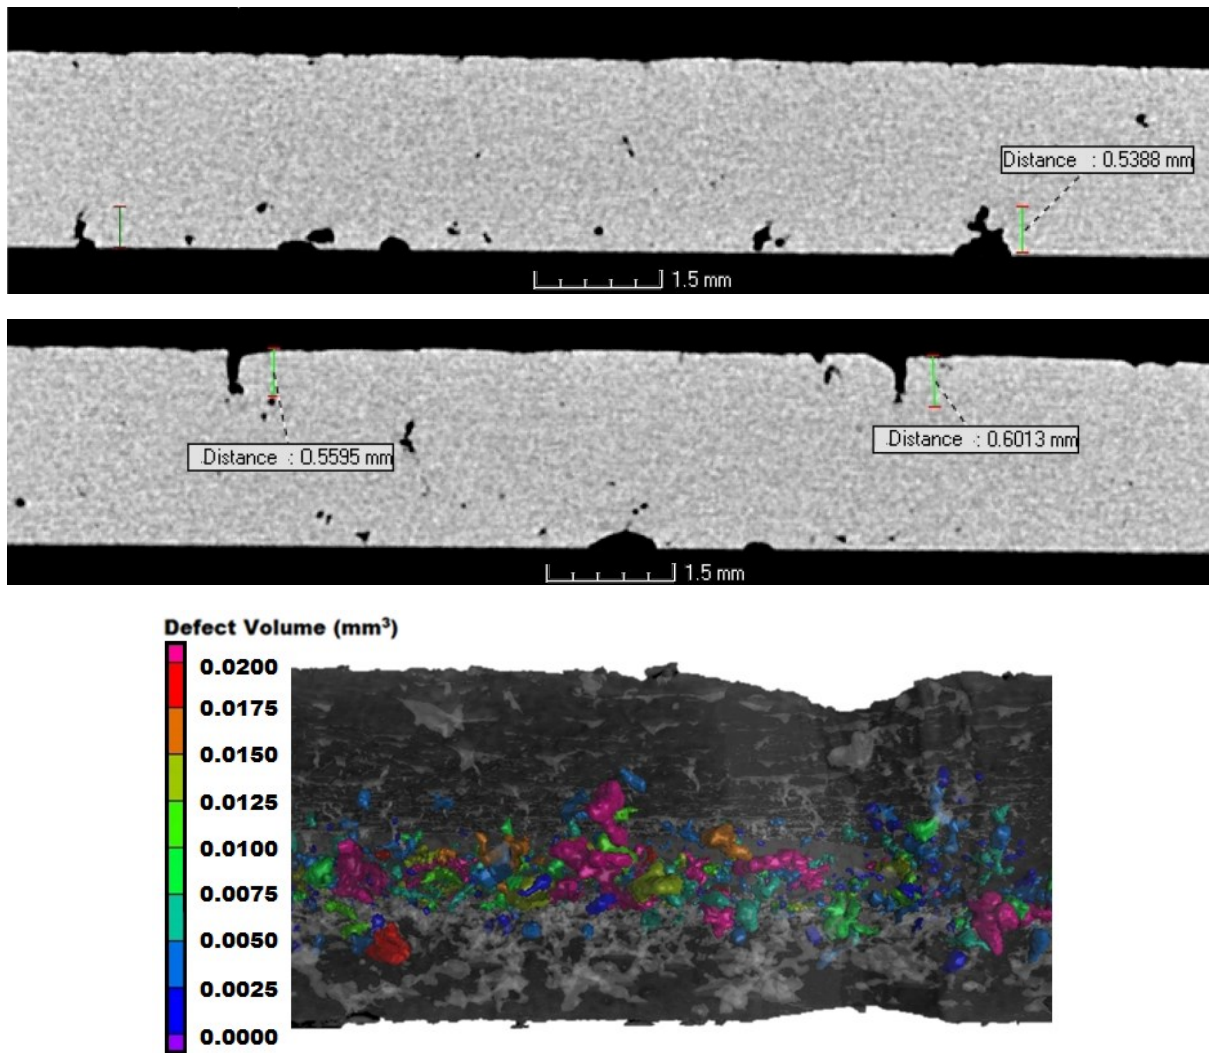 Distance : 0.5388 mm
1.5 mm
Distance : 0.5595 mm
Distance : 0.6013 mm
1.5 mm
Defect Volume (mm³)
0.0200
0.0175
0.0150
0.0125
0.0100
0.0075
0.0050
0.0025
0.0000